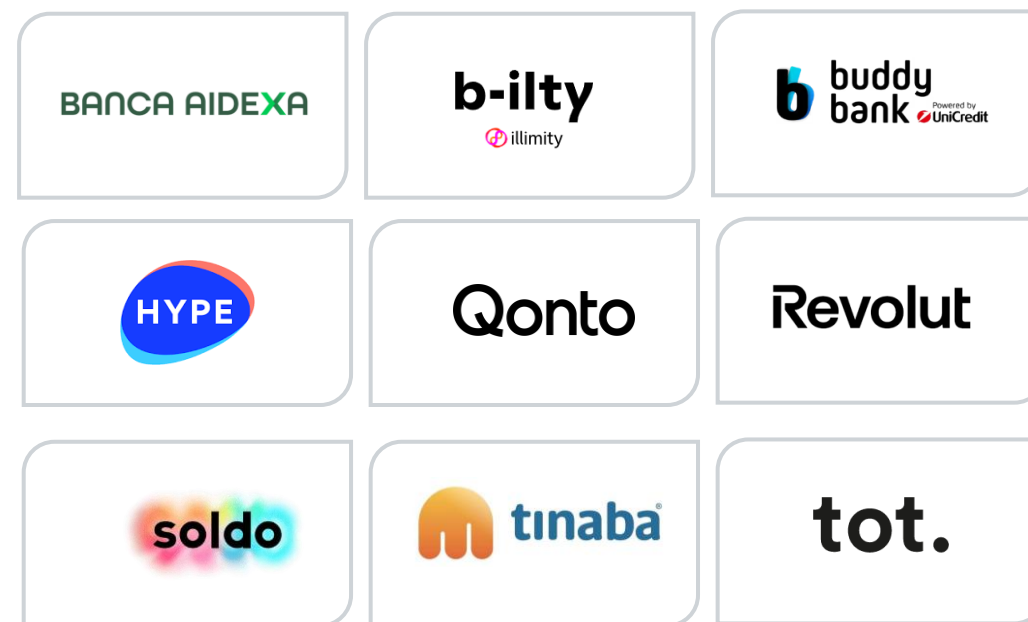 BANCA AIDEXA
b-ilty
illimity
buddy
bank
Powered by
UniCredit
HYPE
Qonto
Revolut
soldo
tinaba®
tot.